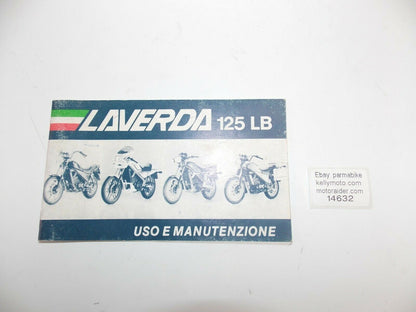 LAVERDA 125 LB
USO E MANUTENZIONE
Ebay parmabike
kellymoto.com
motoraider.com
14632